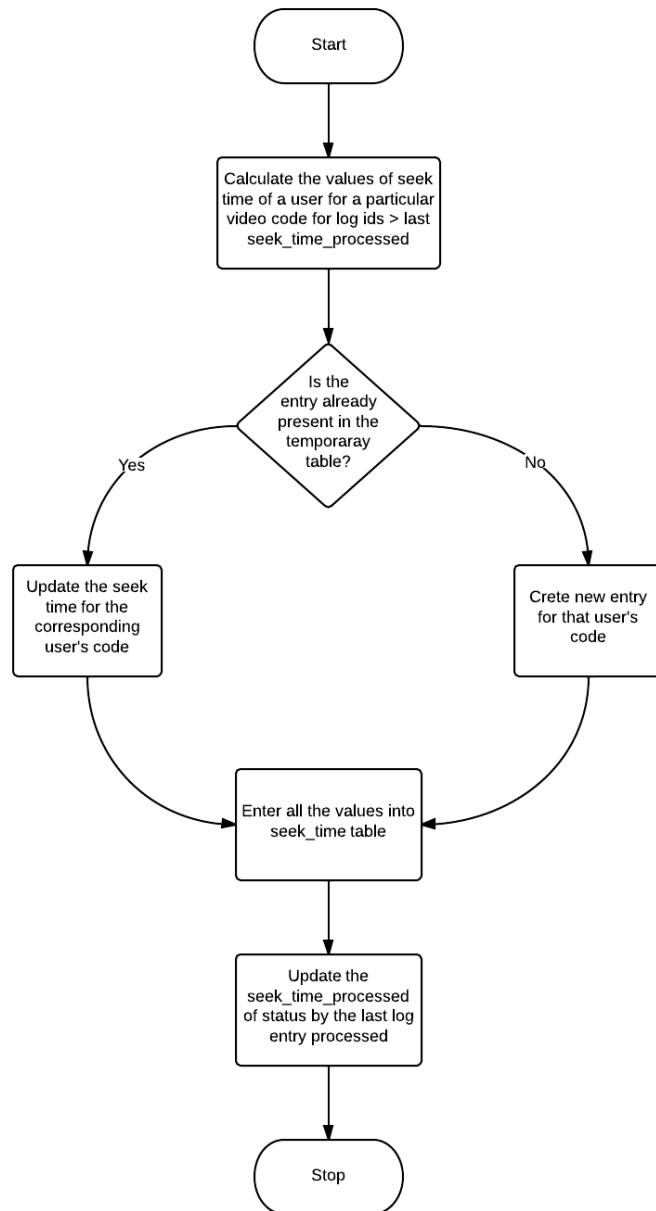 Start
Calculate the values of seek
time of a user for a particular
video code for log ids > last
seek_time_processed
Is the
entry already
present in the
temporaray
table?
Yes
No
Update the seek
time for the
corresponding
user's code
Crete new entry
for that user's
code
Enter all the values into
seek_time table
Update the
seek_time_processed
of status by the last log
entry processed
Stop